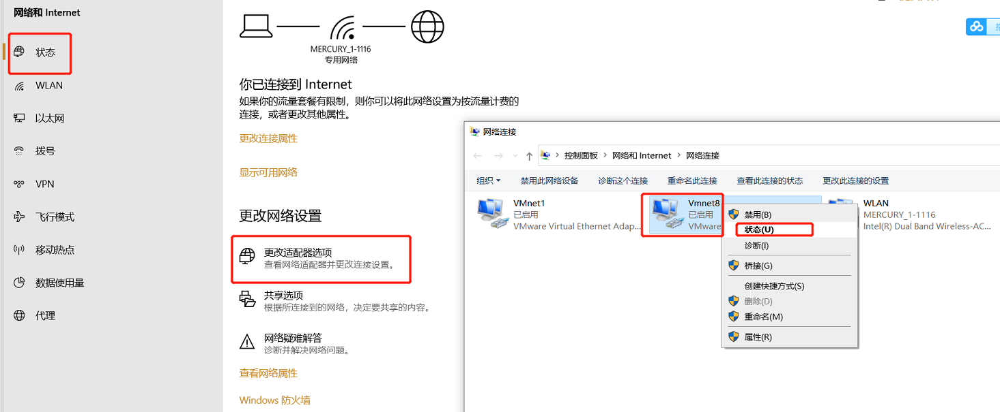 网络和 Internet
状态
WLAN
以太网
拨号
VPN
飞行模式
移动热点
数据使用量
代理
MERCURY_1-1116
专用网络
你已连接到 Internet
如果你的流量套餐有限制，则你可以将此网络设置为按流量计费的
连接，或者更改其他属性。
更改连接属性
显示可用网络
更改网络设置
更改适配器选项
查看网络适配器并更改连接设置。
共享选项
根据所连接到的网络，决定要共享的内容。
网络疑难解答
诊断并解决网络问题。
查看网络属性
Windows 防火墙
网络连接
控制面板 > 网络和 Internet > 网络连接
组织 禁用此网络设备 诊断这个连接 重命名此连接 查看此连接的状态 更改此连接的设置
VMnet1
已启用
VMware Virtual Ethernet Adap...
Vmnet8
已启用
VMware
WLAN
MERCURY_1-1116
Intel(R) Dual Band Wireless-AC...
禁用(B)
状态(U)
诊断(I)
桥接(G)
创建快捷方式(S)
删除(D)
重命名(M)
属性(R)